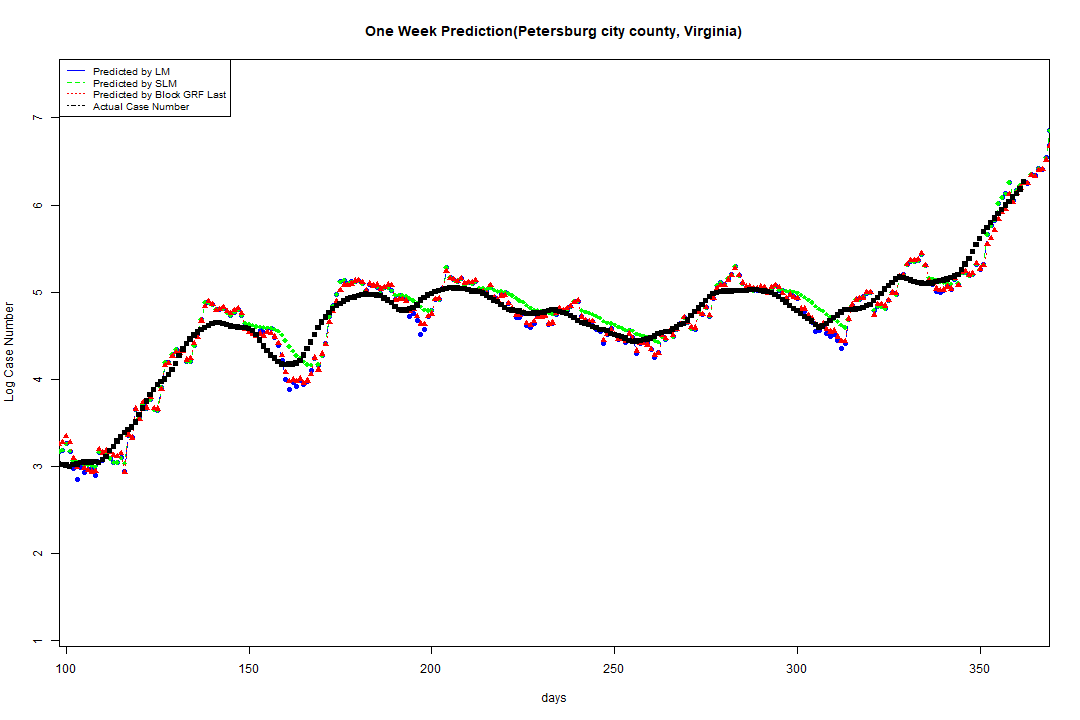 One Week Prediction(Petersburg city county, Virginia)
Predicted by LM
Predicted by SLM
Predicted by Block GRF Last
Actual Case Number
7
6
5
4
3
2
1
Log Case Number
100 150 200 250 300 350
days